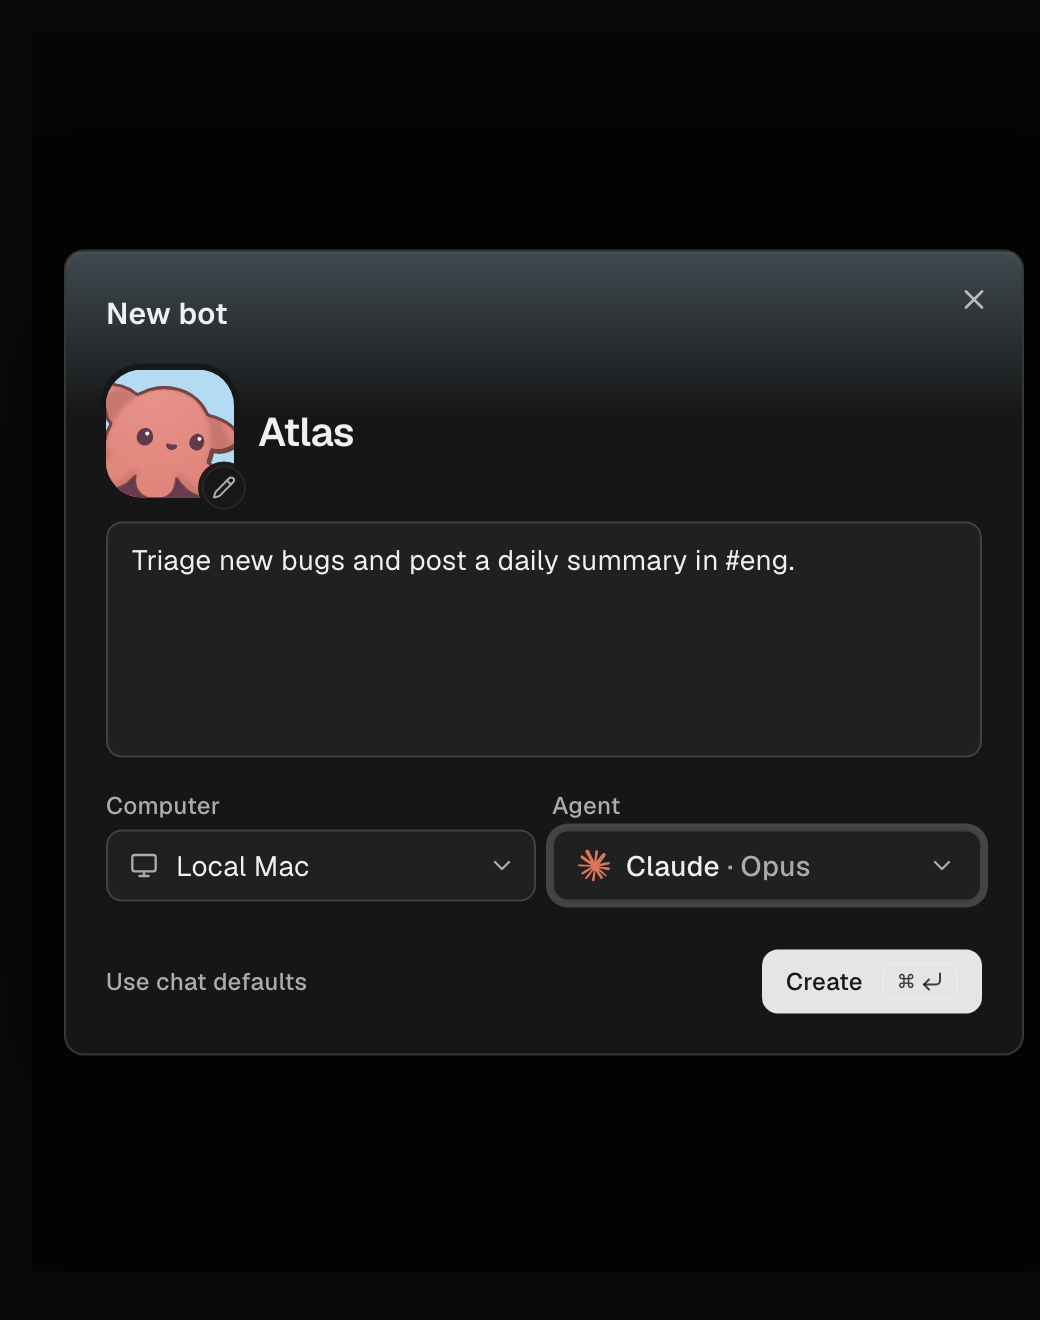 New bot
Atlas
Triage new bugs and post a daily summary in #eng.
Computer
Agent
Local Mac
Claude · Opus
Use chat defaults
Create ⌘ ↵